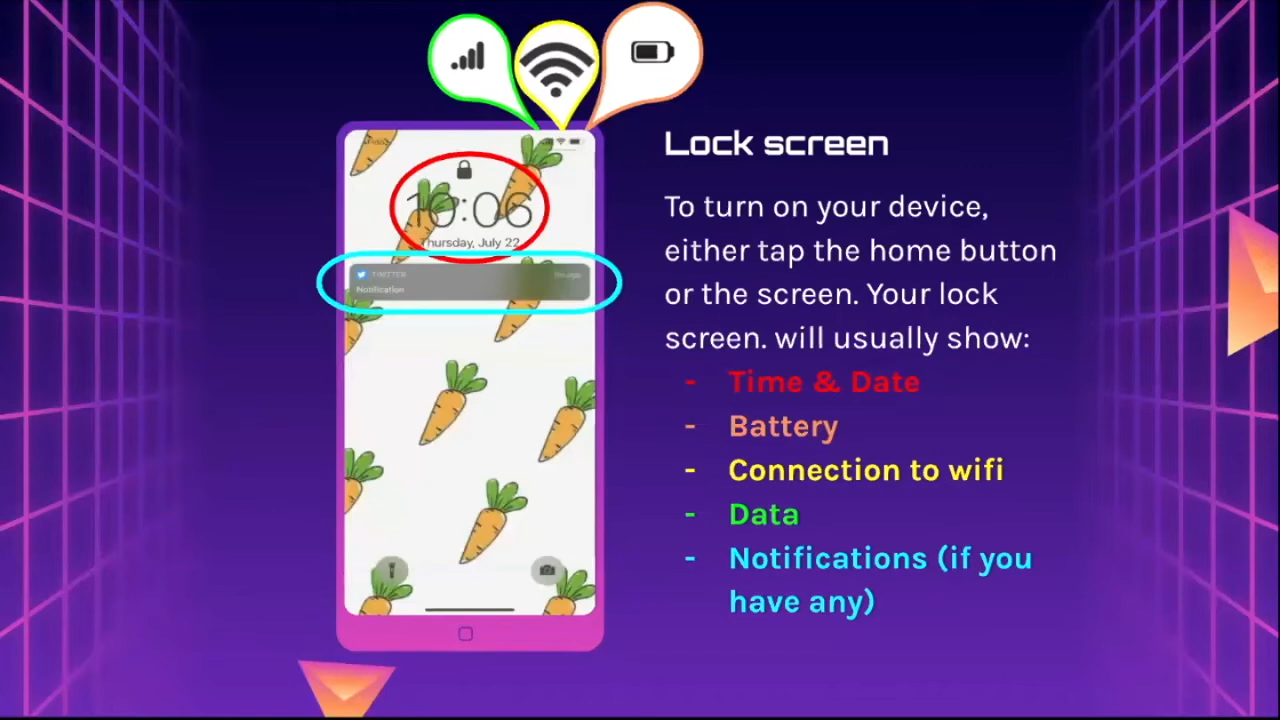 Lock screen
To turn on your device,
either tap the home button
or the screen. Your lock
screen. will usually show:
- Time & Date
- Battery
- Connection to wifi
- Data
- Notifications (if you
have any)
10:06
Thursday, July 22
TWITTER
Notification